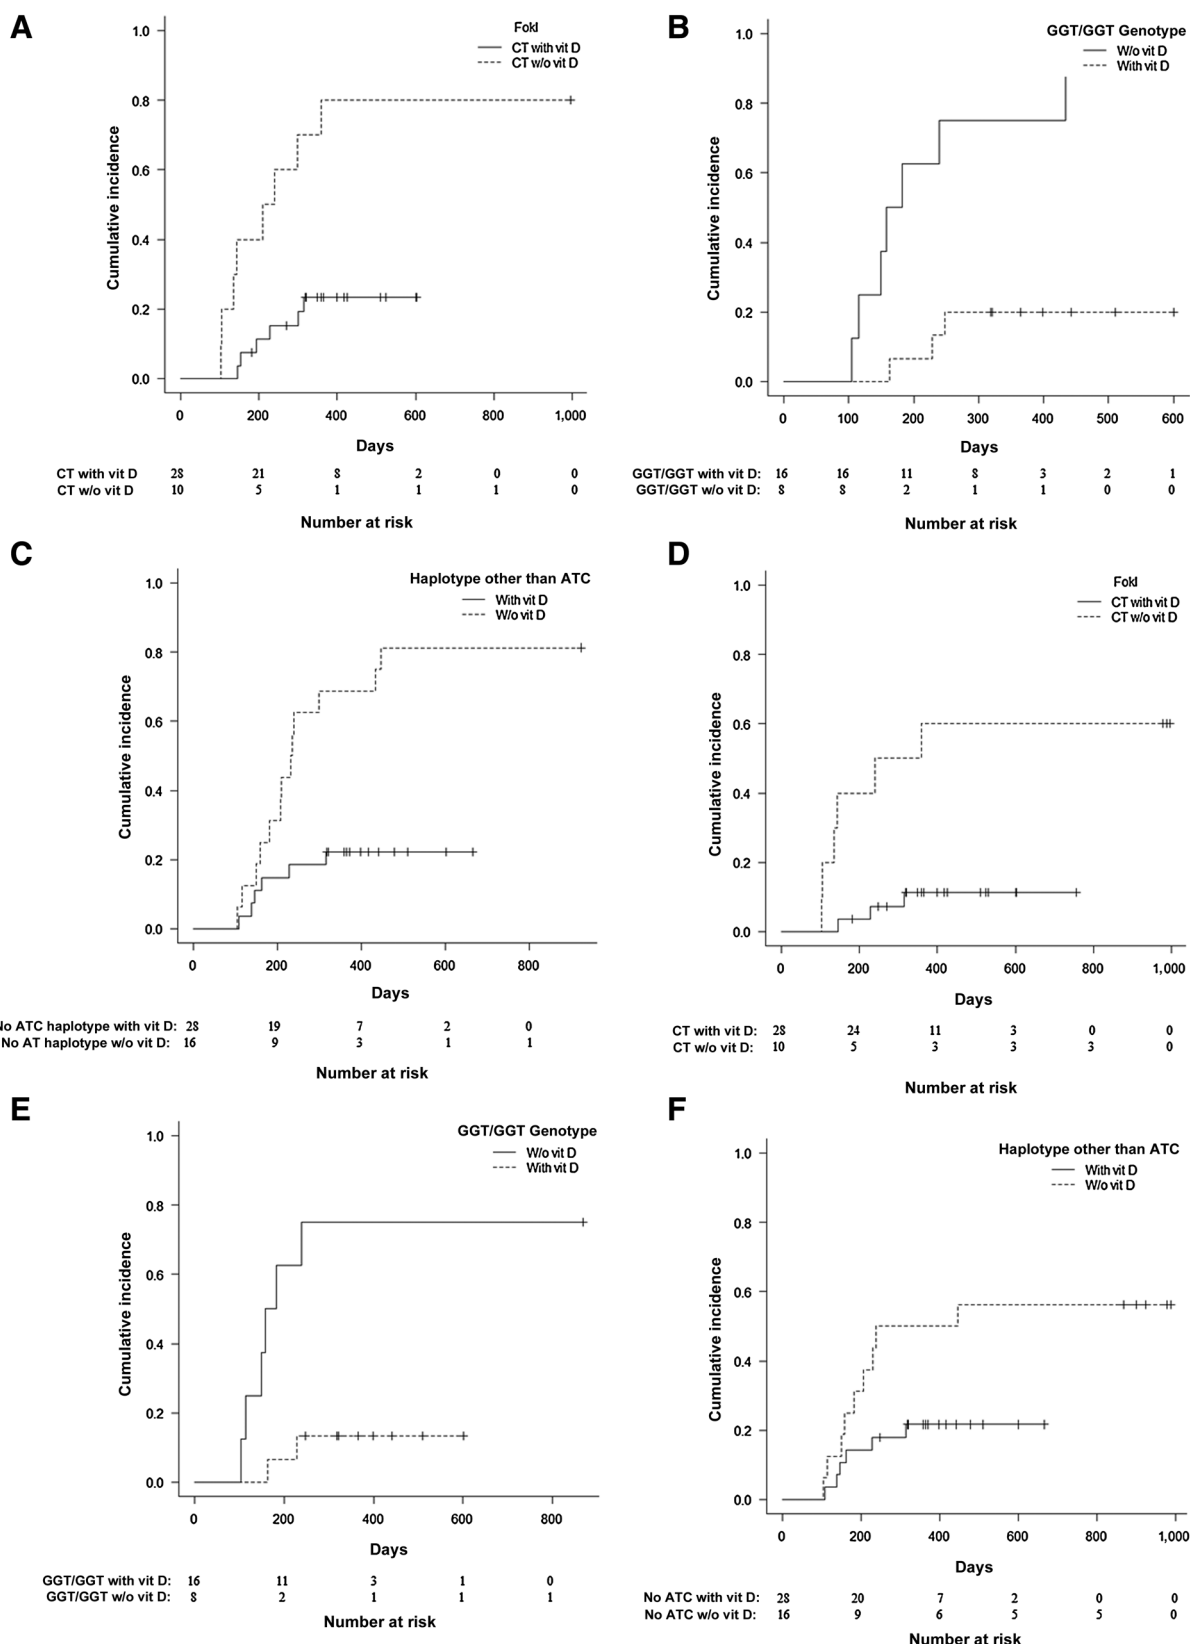 A
FokI
CT with vit D
CT w/o vit D
1.0
0.8
0.6
0.4
0.2
0.0
Cumulative incidence
0 200 400 600 800 1,000
Days
CT with vit D 28 21 8 2 0 0
CT w/o vit D 10 5 1 1 1 0
Number at risk
B
GGT/GGT Genotype
W/o vit D
With vit D
1.0
0.8
0.6
0.4
0.2
0.0
Cumulative incidence
0 100 200 300 400 500 600
Days
GGT/GGT with vit D: 16 16 11 8 3 2 1
GGT/GGT w/o vit D: 8 8 2 1 1 0 0
Number at risk
C
Haplotype other than ATC
With vit D
W/o vit D
1.0
0.8
0.6
0.4
0.2
0.0
Cumulative incidence
0 200 400 600 800
Days
No ATC haplotype with vit D: 28 19 7 2 0
No AT haplotype w/o vit D: 16 9 3 1 1
Number at risk
D
FokI
CT with vit D
CT w/o vit D
1.0
0.8
0.6
0.4
0.2
0.0
Cumulative incidence
0 200 400 600 800 1,000
Days
CT with vit D: 28 24 11 3 0 0
CT w/o vit D: 10 5 3 3 3 0
Number at risk
E
GGT/GGT Genotype
W/o vit D
With vit D
1.0
0.8
0.6
0.4
0.2
0.0
Cumulative incidence
0 200 400 600 800
Days
GGT/GGT with vit D: 16 11 3 1 0
GGT/GGT w/o vit D: 8 2 1 1 1
Number at risk
F
Haplotype other than ATC
With vit D
W/o vit D
1.0
0.8
0.6
0.4
0.2
0.0
Cumulative incidence
0 200 400 600 800 1,000
Days
No ATC with vit D: 28 20 7 2 0 0
No ATC w/o vit D: 16 9 6 5 5 0
Number at risk